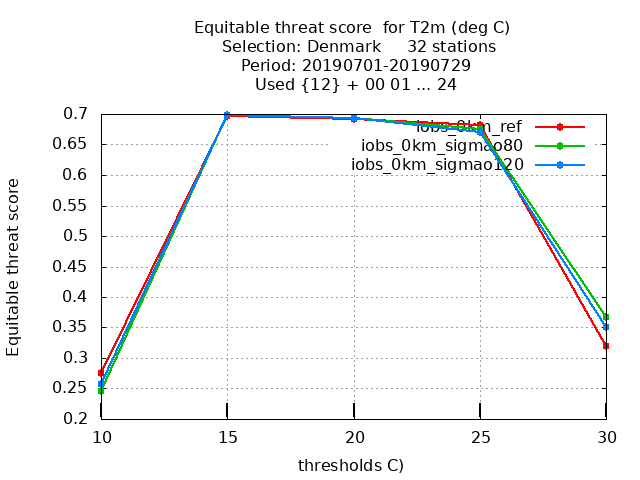 Equitable threat score for T2m (deg C)
Selection: Denmark 32 stations
Period: 20190701-20190729
Used {12} + 00 01 ... 24
iobs_0km_ref
iobs_0km_sigmao80
iobs_0km_sigmao120
Equitable threat score
0.7
0.65
0.6
0.55
0.5
0.45
0.4
0.35
0.3
0.25
0.2
10 15 20 25 30
thresholds C)